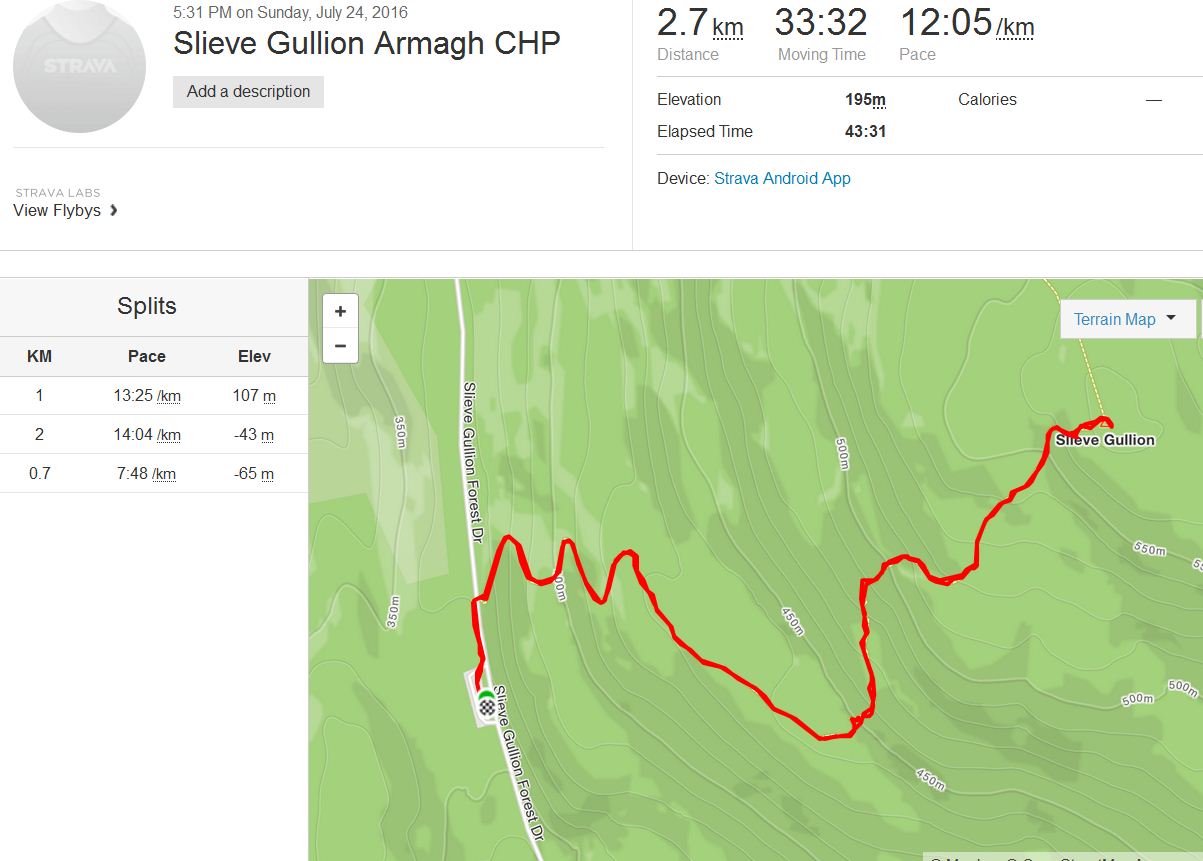 5:31 PM on Sunday, July 24, 2016
Slieve Gullion Armagh CHP
STRAVA
Add a description
STRAVA LABS
View Flybys
2.7 km
33:32
12:05 /km
Distance
Moving Time
Pace
Elevation 195m Calories —
Elapsed Time 43:31
Device: Strava Android App
Splits
KM Pace Elev
1 13:25 /km 107 m
2 14:04 /km -43 m
0.7 7:48 /km -65 m
+
−
Terrain Map
Slieve Gullion
Slieve Gullion Forest Dr
Slieve Gullion Forest Dr
350m
350m
500m
450m
550m
500m
500m
450m